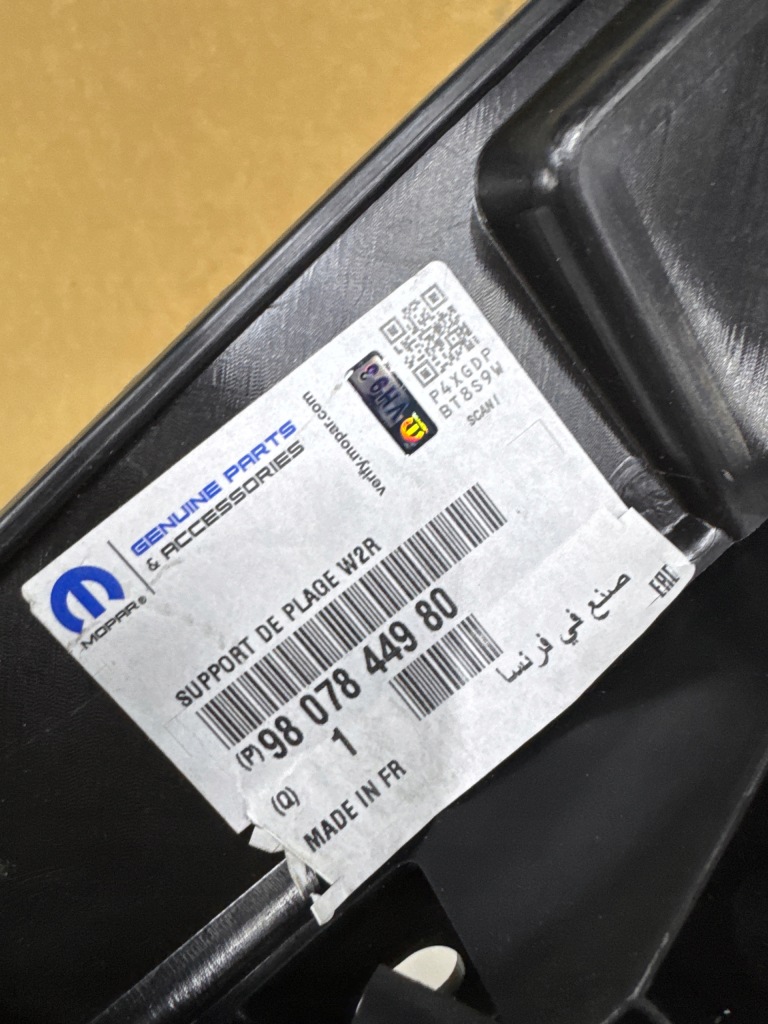 MOPAR®
GENUINE PARTS
& ACCESSORIES
verify.mopar.com
P4XGDP
BT8S9W
SCAN!
SUPPORT DE PLAGE W2R
(P) 98 078 449 80
(Q) 1
MADE IN FR
صنع في فرنسا
EAC